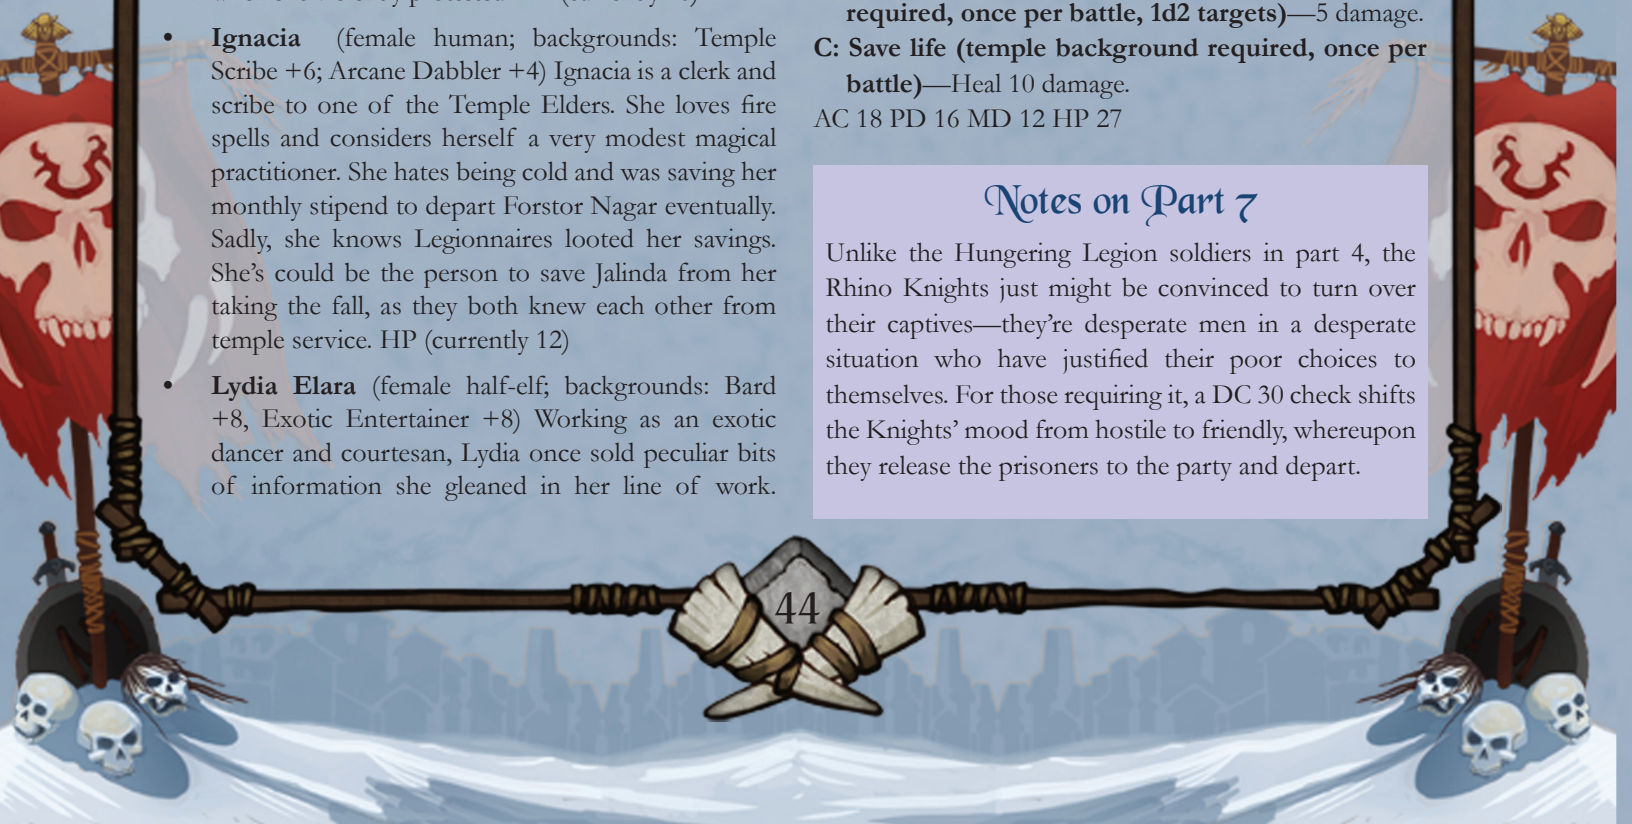 • Ignacia (female human; backgrounds: Temple
Scribe +6; Arcane Dabbler +4) Ignacia is a clerk and
scribe to one of the Temple Elders. She loves fire
spells and considers herself a very modest magical
practitioner. She hates being cold and was saving her
monthly stipend to depart Forstor Nagar eventually.
Sadly, she knows Legionnaires looted her savings.
She's could be the person to save Jalinda from her
taking the fall, as they both knew each other from
temple service. HP (currently 12)
• Lydia Elara (female half-elf; backgrounds: Bard
+8, Exotic Entertainer +8) Working as an exotic
dancer and courtesan, Lydia once sold peculiar bits
of information she gleaned in her line of work.
required, once per battle, 1d2 targets)—5 damage.
C: Save life (temple background required, once per
battle)—Heal 10 damage.
AC 18 PD 16 MD 12 HP 27
Notes on Part 7
Unlike the Hungering Legion soldiers in part 4, the
Rhino Knights just might be convinced to turn over
their captives—they're desperate men in a desperate
situation who have justified their poor choices to
themselves. For those requiring it, a DC 30 check shifts
the Knights' mood from hostile to friendly, whereupon
they release the prisoners to the party and depart.
44